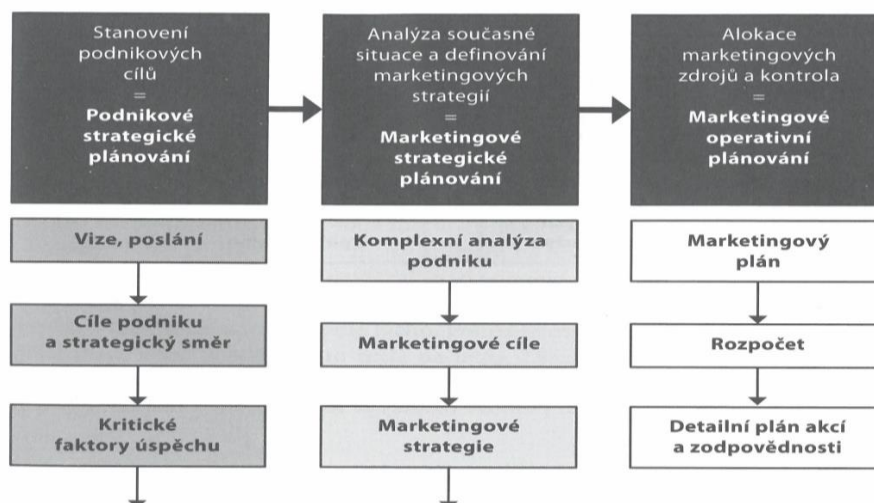 Stanovení
podnikových
cílů
=
Podnikové
strategické
plánování
Analýza současné
situace a definování
marketingových
strategií
=
Marketingové
strategické
plánování
Alokace
marketingových
zdrojů a kontrola
=
Marketingové
operativní
plánování
Vize, poslání
Cíle podniku
a strategický směr
Kritické
faktory úspěchu
Komplexní analýza
podniku
Marketingové cíle
Marketingové
strategie
Marketingový
plán
Rozpočet
Detailní plán akcí
a zodpovědnosti